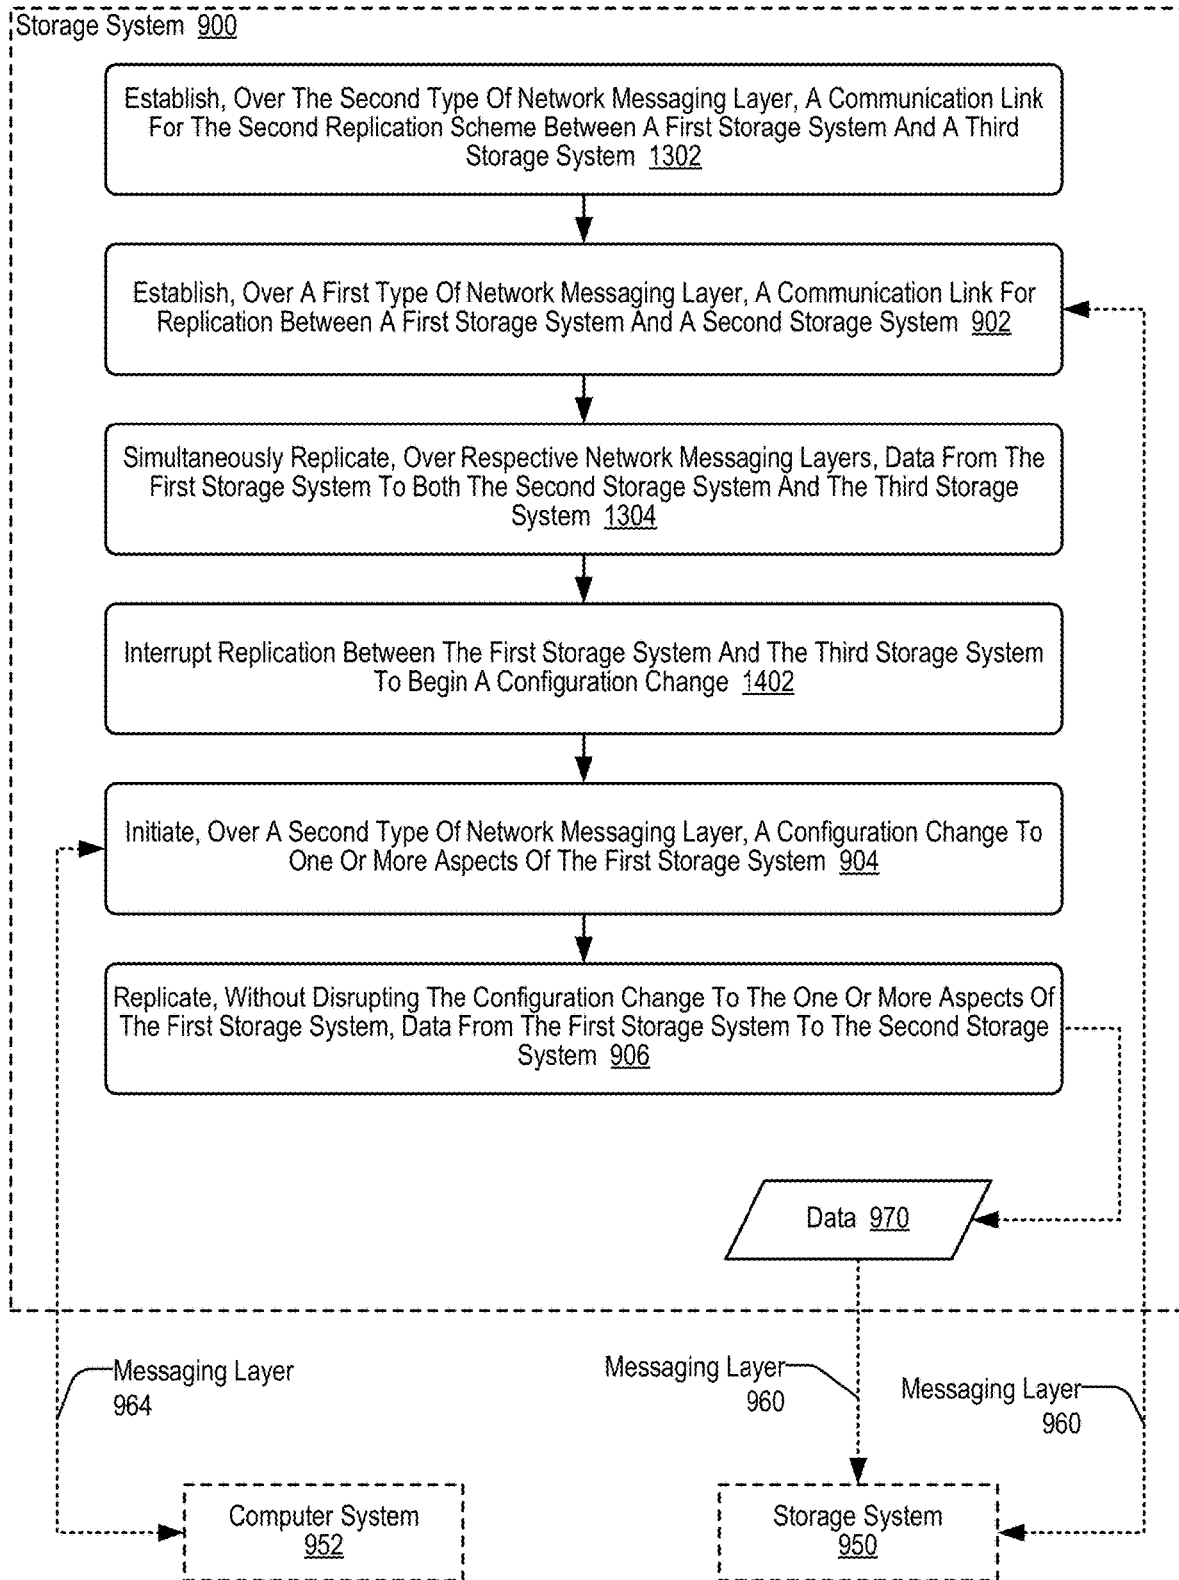 Storage System 900
Establish, Over The Second Type Of Network Messaging Layer, A Communication Link
For The Second Replication Scheme Between A First Storage System And A Third
Storage System 1302
Establish, Over A First Type Of Network Messaging Layer, A Communication Link For
Replication Between A First Storage System And A Second Storage System 902
Simultaneously Replicate, Over Respective Network Messaging Layers, Data From The
First Storage System To Both The Second Storage System And The Third Storage
System 1304
Interrupt Replication Between The First Storage System And The Third Storage System
To Begin A Configuration Change 1402
Initiate, Over A Second Type Of Network Messaging Layer, A Configuration Change To
One Or More Aspects Of The First Storage System 904
Replicate, Without Disrupting The Configuration Change To The One Or More Aspects Of
The First Storage System, Data From The First Storage System To The Second Storage
System 906
Data 970
Messaging Layer
964
Messaging Layer
960
Messaging Layer
960
Computer System
952
Storage System
950